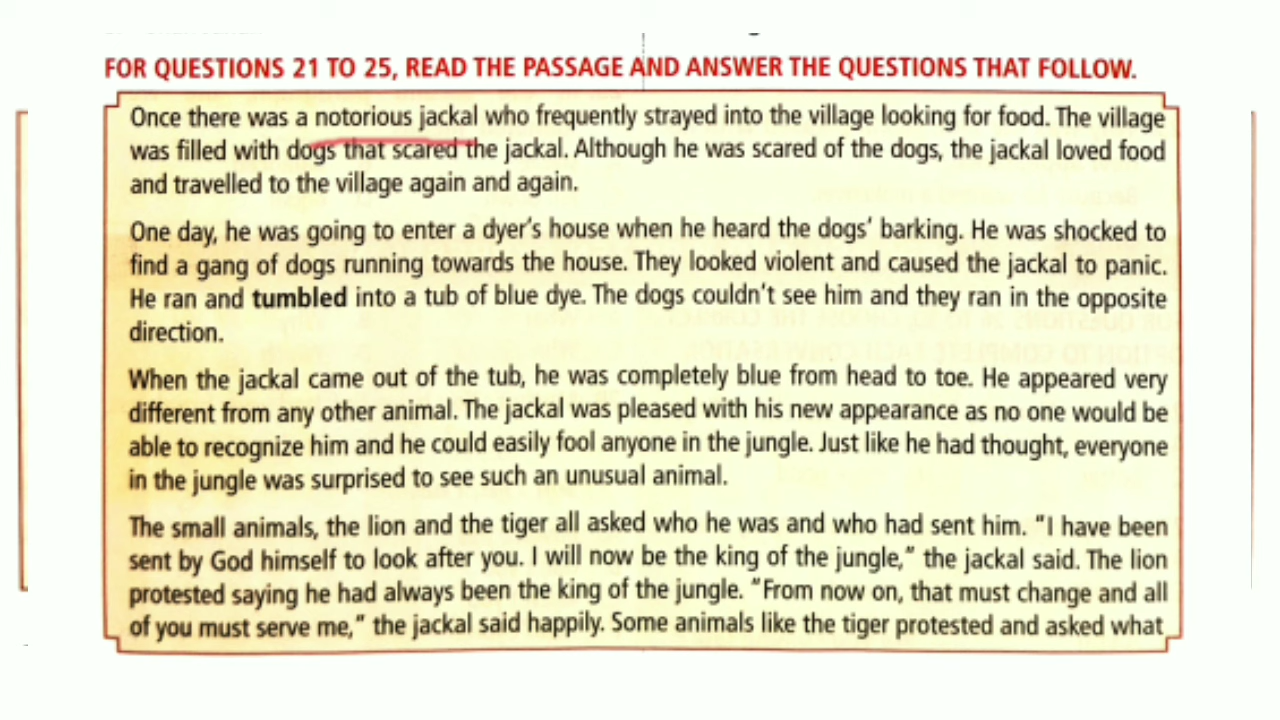 FOR QUESTIONS 21 TO 25, READ THE PASSAGE AND ANSWER THE QUESTIONS THAT FOLLOW.
Once there was a notorious jackal who frequently strayed into the village looking for food. The village
was filled with dogs that scared the jackal. Although he was scared of the dogs, the jackal loved food
and travelled to the village again and again.
One day, he was going to enter a dyer's house when he heard the dogs' barking. He was shocked to
find a gang of dogs running towards the house. They looked violent and caused the jackal to panic.
He ran and tumbled into a tub of blue dye. The dogs couldn't see him and they ran in the opposite
direction.
When the jackal came out of the tub, he was completely blue from head to toe. He appeared very
different from any other animal. The jackal was pleased with his new appearance as no one would be
able to recognize him and he could easily fool anyone in the jungle. Just like he had thought, everyone
in the jungle was surprised to see such an unusual animal.
The small animals, the lion and the tiger all asked who he was and who had sent him. "I have been
sent by God himself to look after you. I will now be the king of the jungle," the jackal said. The lion
protested saying he had always been the king of the jungle. "From now on, that must change and all
of you must serve me," the jackal said happily. Some animals like the tiger protested and asked what